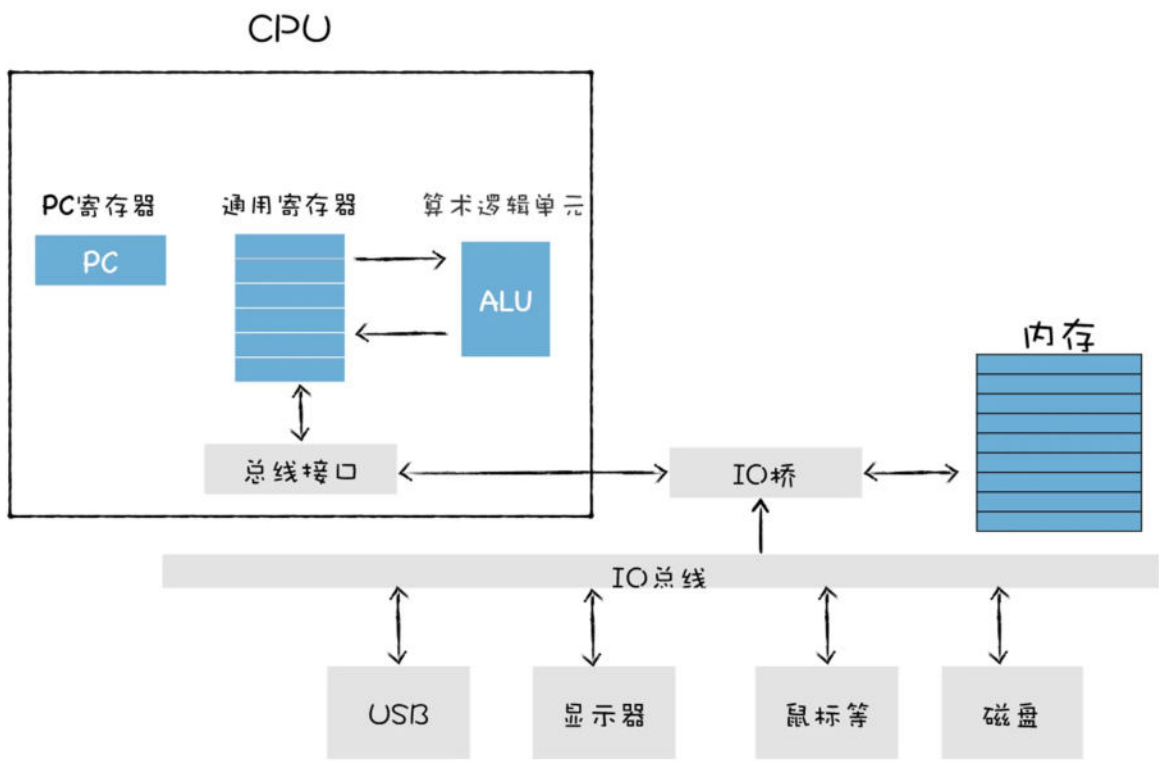 CPU
PC寄存器
通用寄存器
算术逻辑单元
PC
ALU
内存
总线接口
IO桥
IO总线
USB
显示器
鼠标等
磁盘